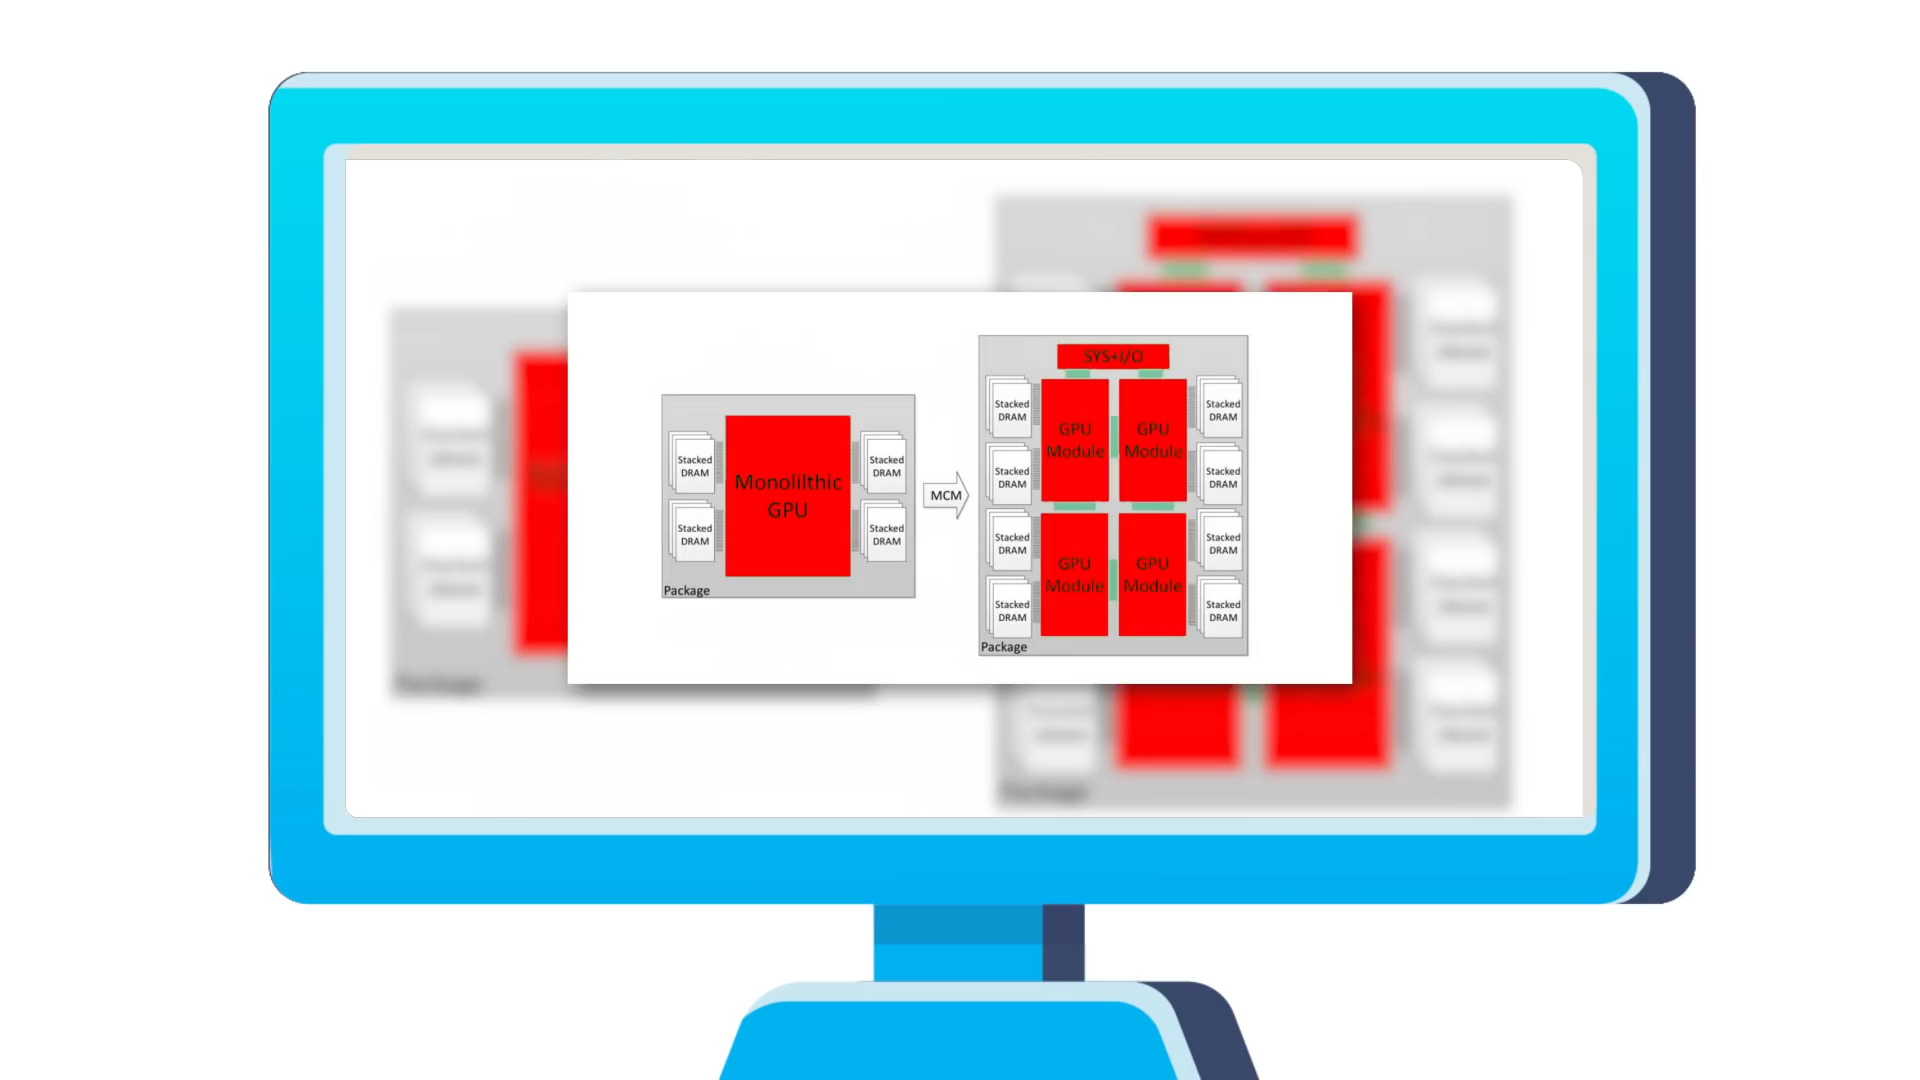 Stacked
DRAM
Stacked
DRAM
Monolilthic
GPU
Stacked
DRAM
Stacked
DRAM
Package
MCM
SYS+I/O
Stacked
DRAM
Stacked
DRAM
Stacked
DRAM
Stacked
DRAM
GPU
Module
GPU
Module
GPU
Module
GPU
Module
Stacked
DRAM
Stacked
DRAM
Stacked
DRAM
Stacked
DRAM
Package